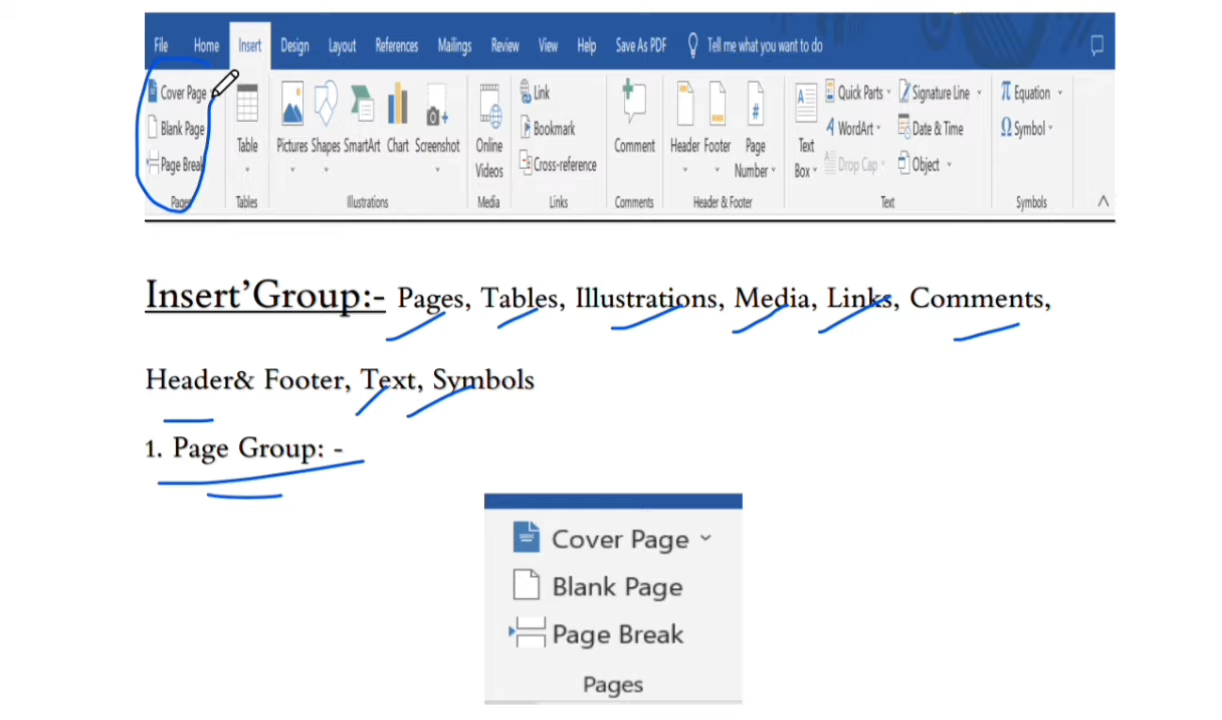 File Home Insert Design Layout References Mailings Review View Help Save As PDF Tell me what you want to do
Cover Page
Blank Page
Page Break
Pages
Table
Tables
Pictures Shapes SmartArt Chart Screenshot
Illustrations
Online
Videos
Media
Link
Bookmark
Cross-reference
Links
Comment
Comments
Header Footer Page
Number
Header & Footer
Text
Box
Quick Parts
WordArt
Drop Cap
Signature Line
Date & Time
Object
Text
Equation
Symbol
Symbols
Insert’Group:- Pages, Tables, Illustrations, Media, Links, Comments,
Header& Footer, Text, Symbols
1. Page Group: -
Cover Page
Blank Page
Page Break
Pages